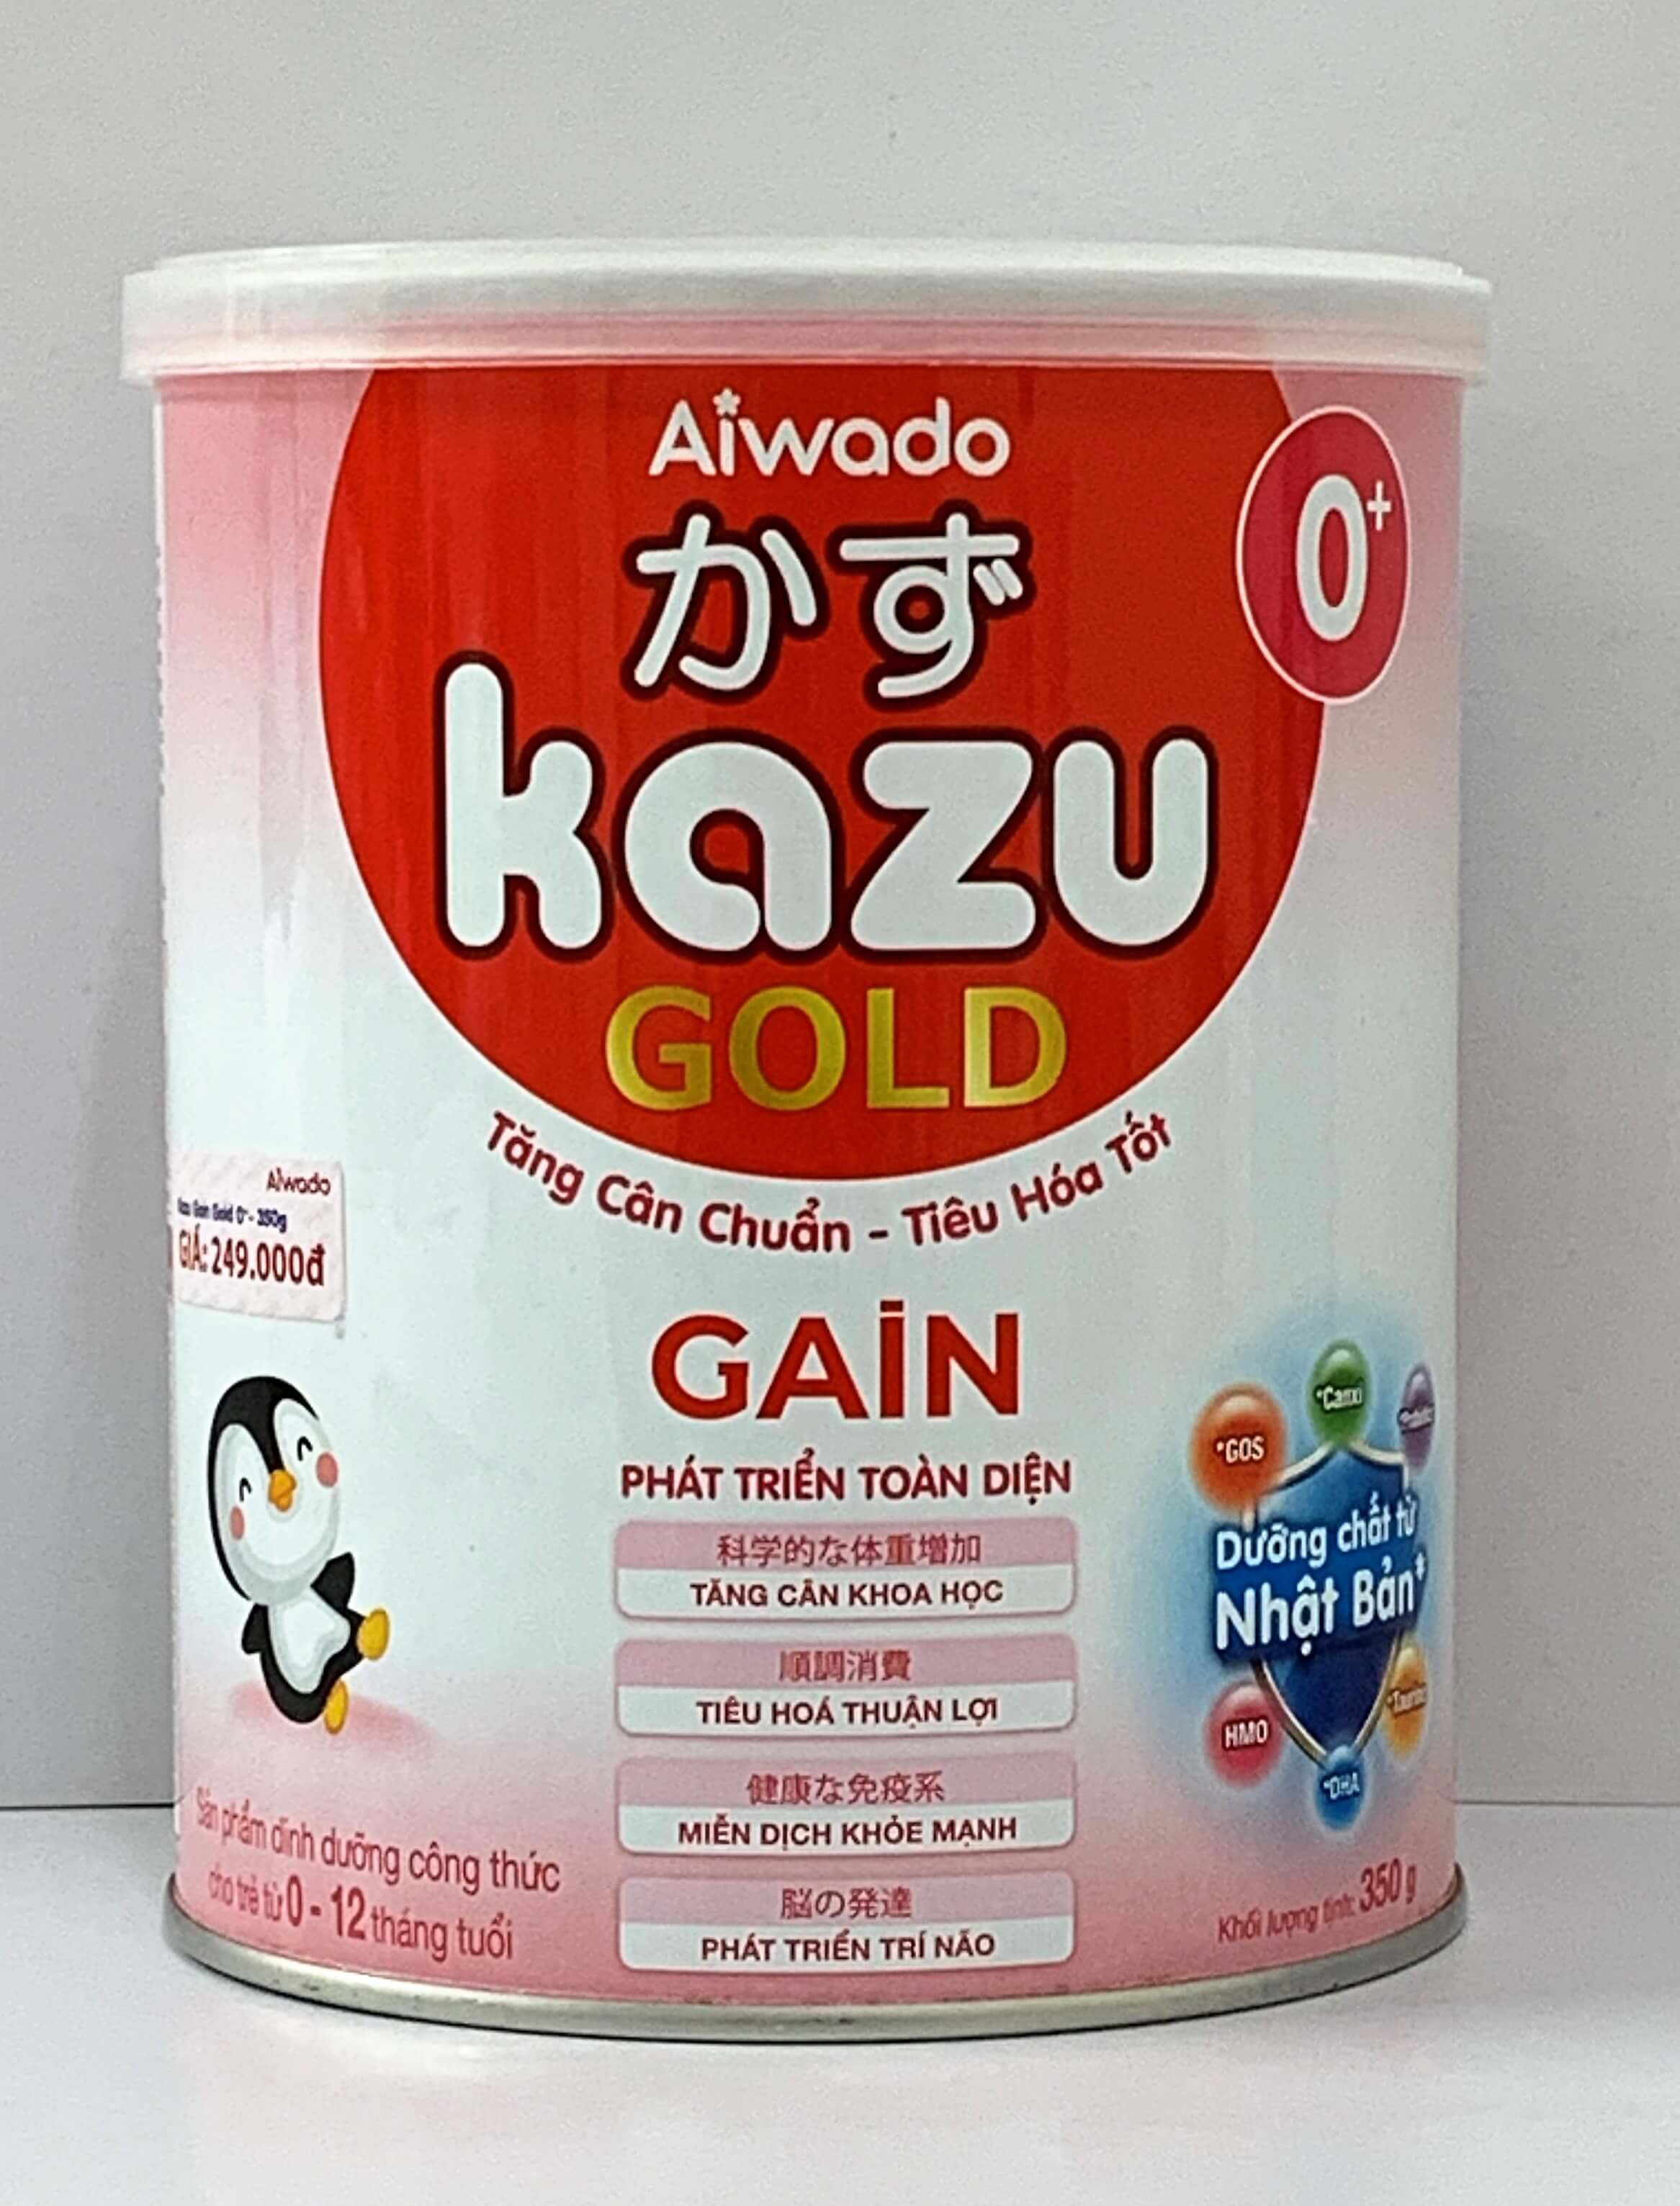 Aiwado
かず
kazu
GOLD
0+
Tăng Cân Chuẩn - Tiêu Hóa Tốt
Aiwado
Gold 0+ - 350g
GIÁ: 249.000đ
GAIN
PHÁT TRIỂN TOÀN DIỆN
科学的な体重増加
TĂNG CÂN KHOA HỌC
順調消費
TIÊU HOÁ THUẬN LỢI
健康な免疫系
MIỄN DỊCH KHỎE MẠNH
脳の発達
PHÁT TRIỂN TRÍ NÃO
*Canxi
*GOS
Dưỡng chất từ
Nhật Bản*
HMO
*Taurin
*DHA
Sản phẩm dinh dưỡng công thức
cho trẻ từ 0 - 12 tháng tuổi
Khối lượng tịnh: 350 g